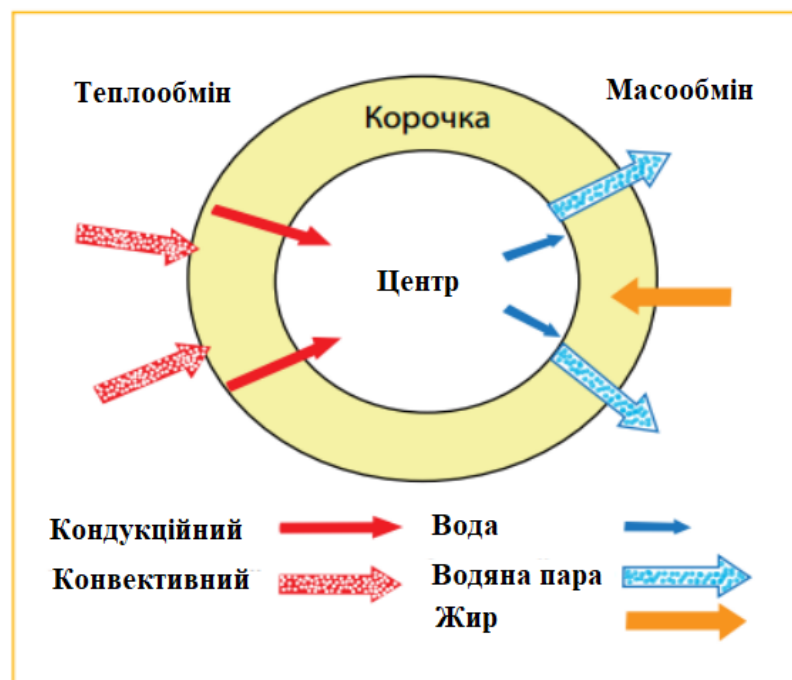 Теплообмін
Масообмін
Корочка
Центр
Кондукційний
Вода
Конвективний
Водяна пара
Жир